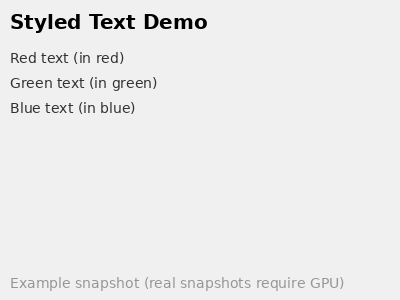 Styled Text Demo
Red text (in red)
Green text (in green)
Blue text (in blue)
Example snapshot (real snapshots require GPU)